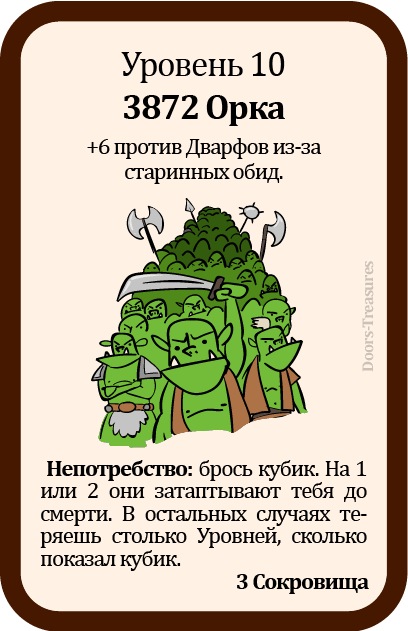 Уровень 10
3872 Орка
+6 против Дварфов из-за
старинных обид.
Doors-Treasures
Непотребство: брось кубик. На 1
или 2 они затаптывают тебя до
смерти. В остальных случаях те-
ряешь столько Уровней, сколько
показал кубик.
3 Сокровища